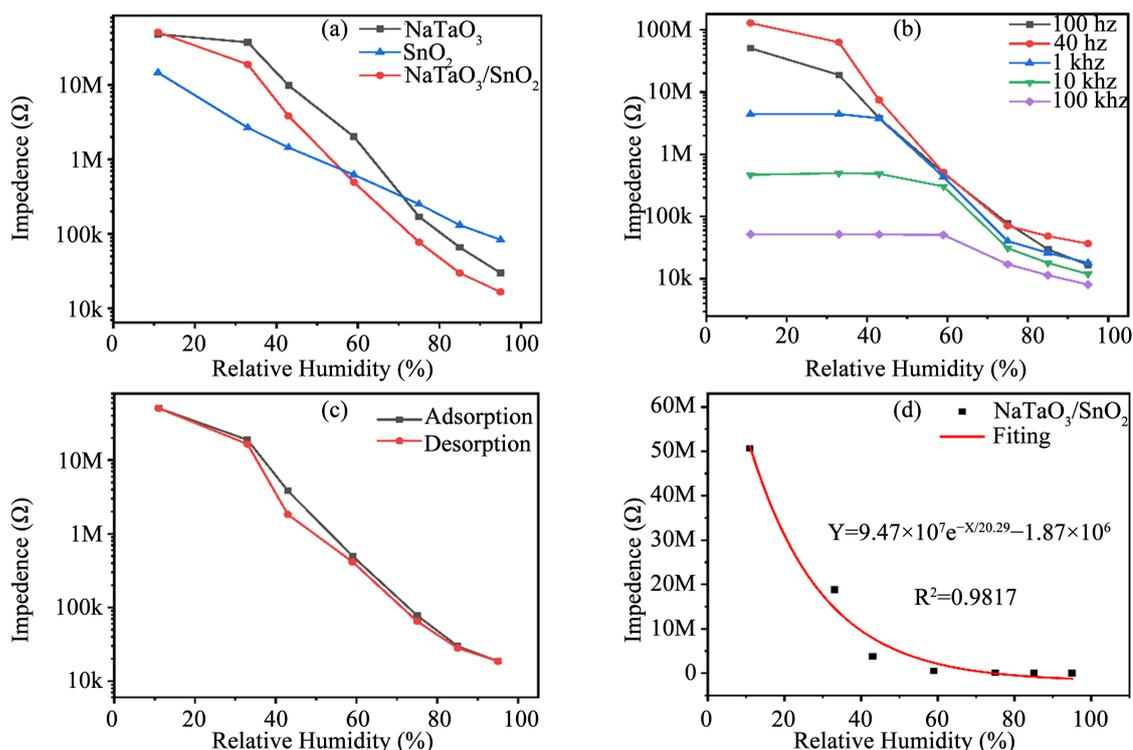 (a)
NaTaO3
SnO2
NaTaO3/SnO2
10M
1M
100k
10k
0 20 40 60 80 100
Impedence (Ω)
Relative Humidity (%)
(b)
100 hz
40 hz
1 khz
10 khz
100 khz
100M
10M
1M
100k
10k
0 20 40 60 80 100
Impedence (Ω)
Relative Humidity (%)
(c)
Adsorption
Desorption
10M
1M
100k
10k
0 20 40 60 80 100
Impedence (Ω)
Relative Humidity (%)
(d)
NaTaO3/SnO2
Fiting
60M
50M
40M
30M
20M
10M
0
Y=9.47×10⁷e⁻ˣ/²⁰·²⁹−1.87×10⁶
R²=0.9817
0 20 40 60 80 100
Impedence (Ω)
Relative Humidity (%)